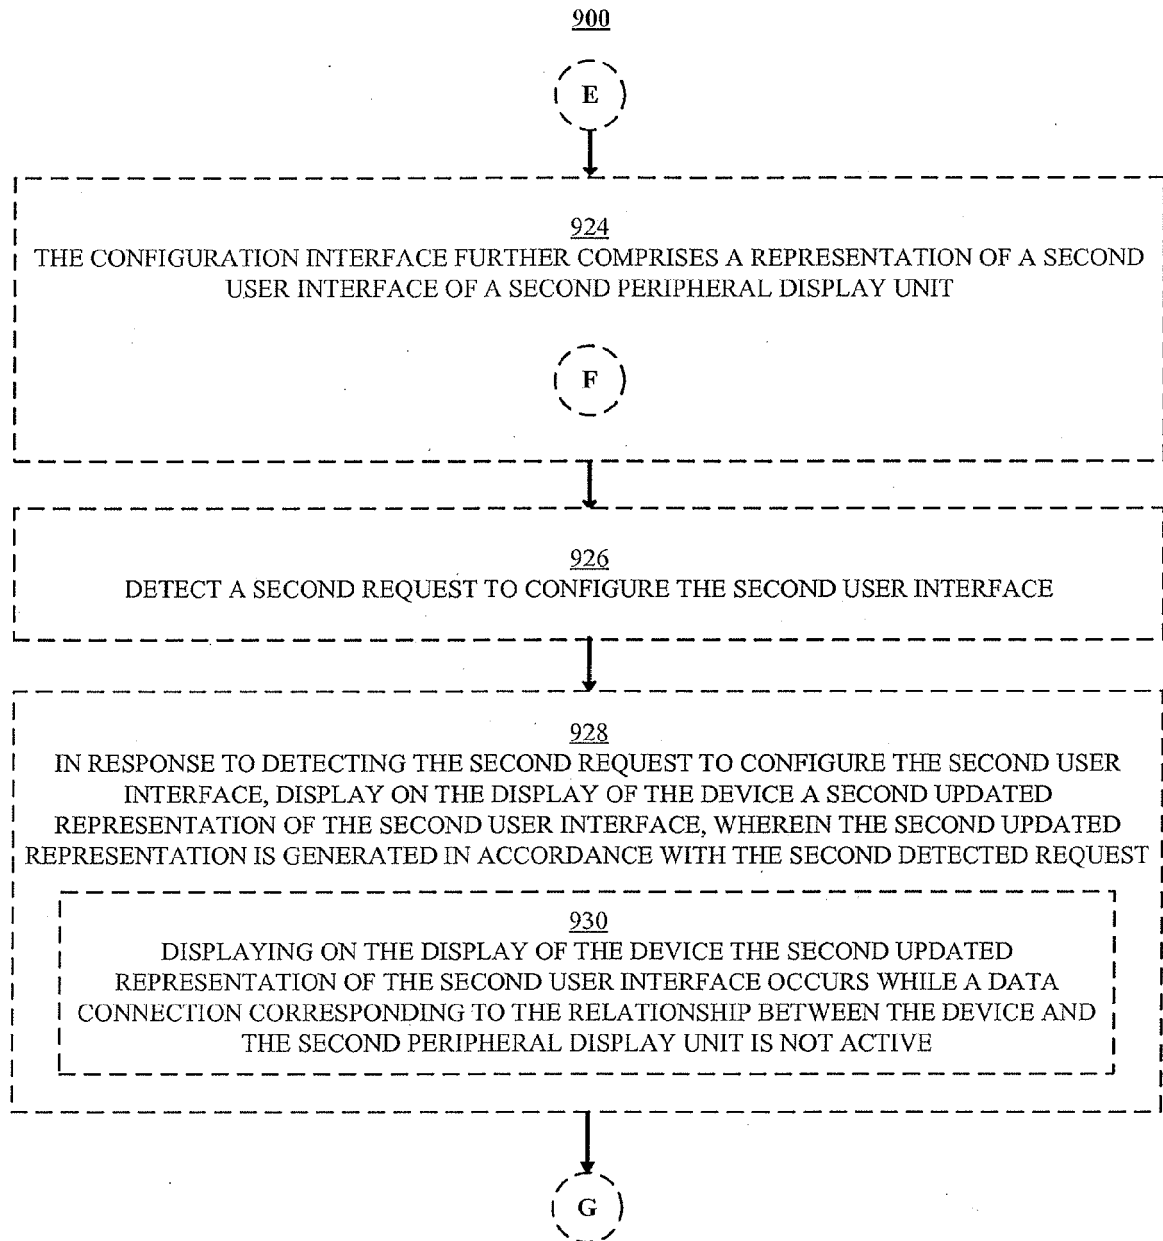 900
E
924
THE CONFIGURATION INTERFACE FURTHER COMPRISES A REPRESENTATION OF A SECOND
USER INTERFACE OF A SECOND PERIPHERAL DISPLAY UNIT
F
926
DETECT A SECOND REQUEST TO CONFIGURE THE SECOND USER INTERFACE
928
IN RESPONSE TO DETECTING THE SECOND REQUEST TO CONFIGURE THE SECOND USER
INTERFACE, DISPLAY ON THE DISPLAY OF THE DEVICE A SECOND UPDATED
REPRESENTATION OF THE SECOND USER INTERFACE, WHEREIN THE SECOND UPDATED
REPRESENTATION IS GENERATED IN ACCORDANCE WITH THE SECOND DETECTED REQUEST
930
DISPLAYING ON THE DISPLAY OF THE DEVICE THE SECOND UPDATED
REPRESENTATION OF THE SECOND USER INTERFACE OCCURS WHILE A DATA
CONNECTION CORRESPONDING TO THE RELATIONSHIP BETWEEN THE DEVICE AND
THE SECOND PERIPHERAL DISPLAY UNIT IS NOT ACTIVE
G